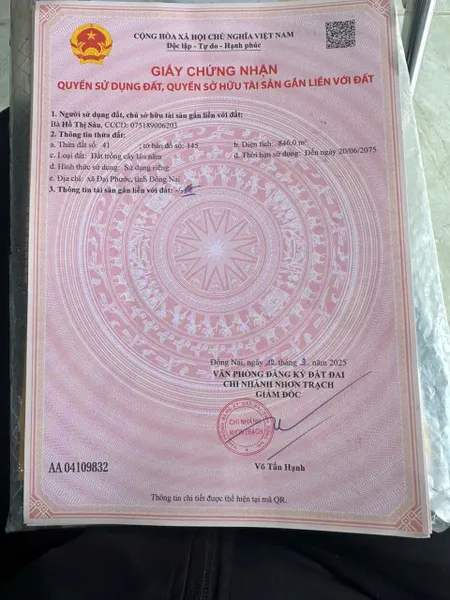 CỘNG HÒA XÃ HỘI CHỦ NGHĨA VIỆT NAM
Độc lập - Tự do - Hạnh phúc
GIẤY CHỨNG NHẬN
QUYỀN SỬ DỤNG ĐẤT, QUYỀN SỞ HỮU TÀI SẢN GẮN LIỀN VỚI ĐẤT
1. Người sử dụng đất, chủ sở hữu tài sản gắn liền với đất:
Bà Hồ Thị Sáu, CCCD: 075189006203
2. Thông tin thửa đất:
a. Thửa đất số: 41 ; tờ bản đồ số: 145 b. Diện tích: 846,0 m²
c. Loại đất: Đất trồng cây lâu năm d. Thời hạn sử dụng: Đến ngày 20/06/2075
đ. Hình thức sử dụng: Sử dụng riêng
e. Địa chỉ: xã Đại Phước, tỉnh Đồng Nai
3. Thông tin tài sản gắn liền với đất: -/-
Đồng Nai, ngày tháng năm 2025
VĂN PHÒNG ĐĂNG KÝ ĐẤT ĐAI
CHI NHÁNH NHƠN TRẠCH
GIÁM ĐỐC
CHI NHÁNH
NHƠN TRẠCH
AA 04109832 Võ Tấn Hạnh
Thông tin chi tiết được thể hiện tại mã QR.